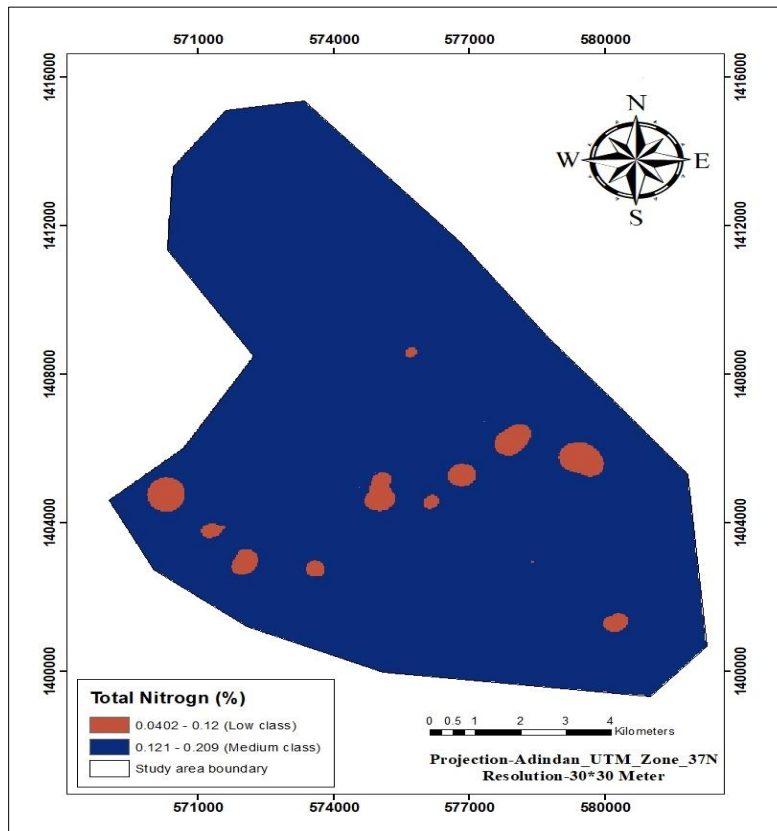 571000 574000 577000 580000
1416000 1416000
N
W E
S
1412000 1412000
1408000 1408000
1404000 1404000
1400000 1400000
Total Nitrogn (%)
0.0402 - 0.12 (Low class)
0.121 - 0.209 (Medium class)
Study area boundary
0 0.5 1 2 3 4
Kilometers
Projection-Adindan_UTM_Zone_37N
Resolution-30*30 Meter
571000 574000 577000 580000